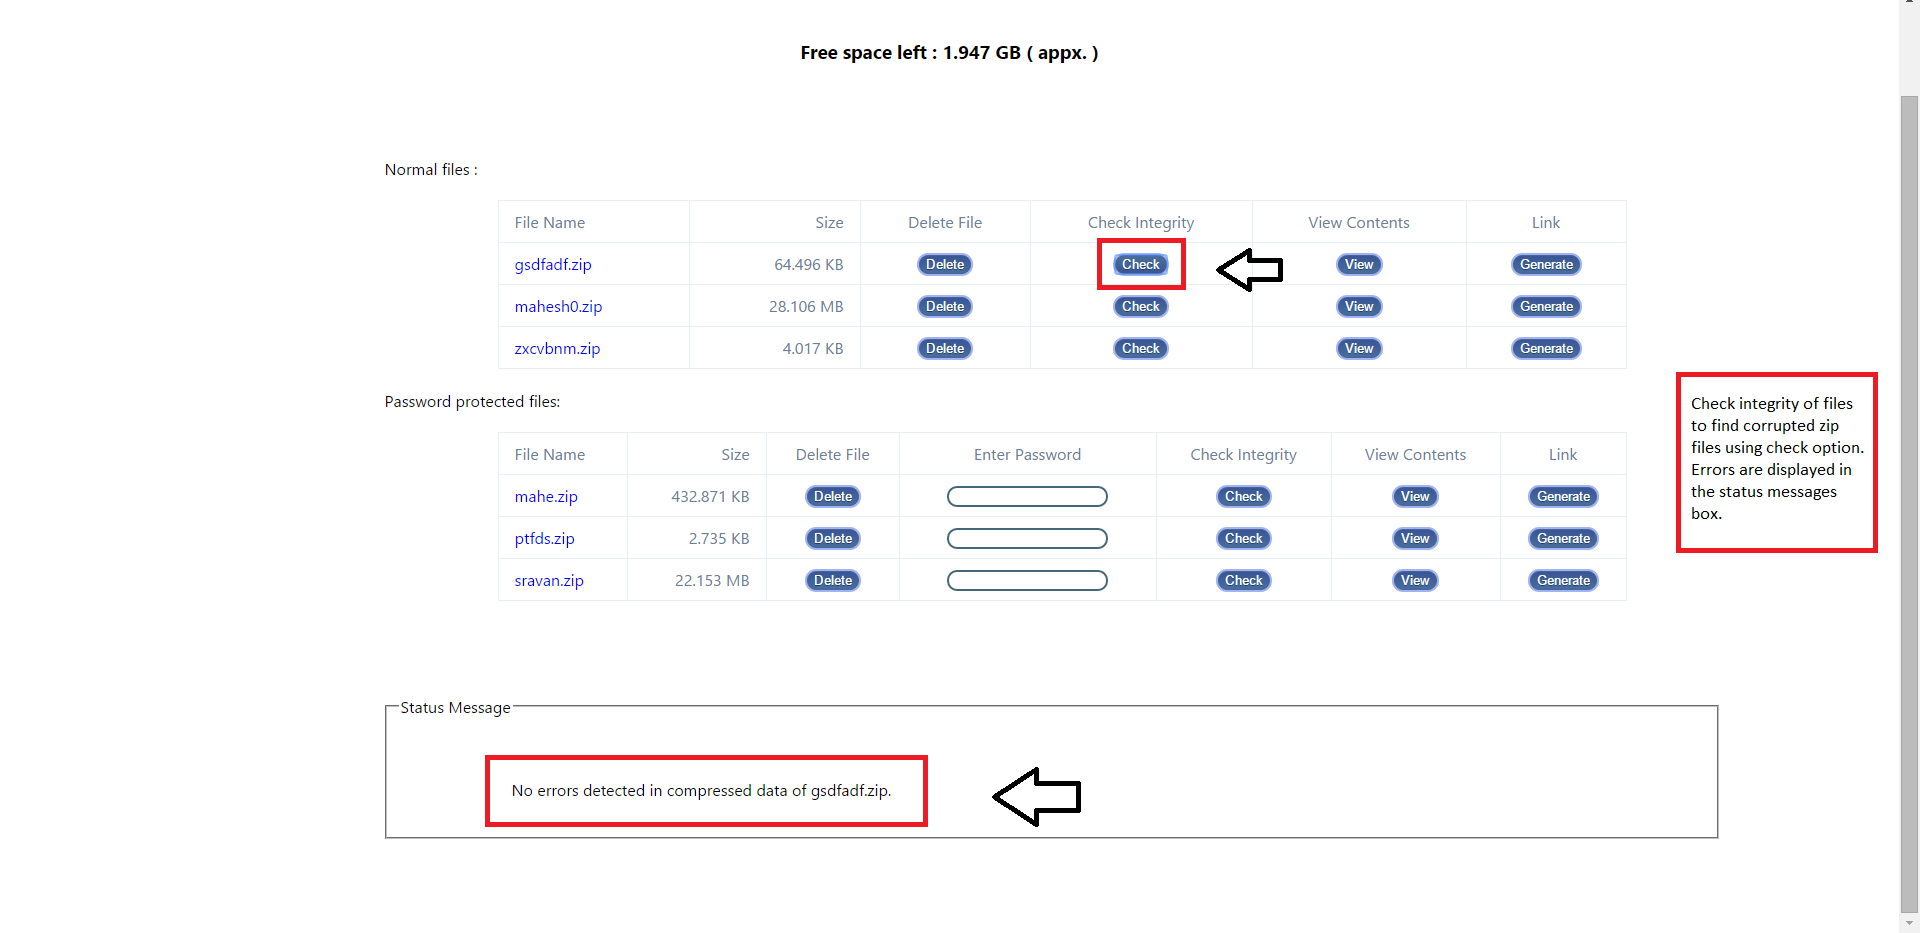 Free space left : 1.947 GB ( appx. )
Normal files :
File Name Size Delete File Check Integrity View Contents Link
gsdfadf.zip 64.496 KB Delete Check View Generate
mahesh0.zip 28.106 MB Delete Check View Generate
zxcvbnm.zip 4.017 KB Delete Check View Generate
Password protected files:
File Name Size Delete File Enter Password Check Integrity View Contents Link
mahe.zip 432.871 KB Delete Check View Generate
ptfds.zip 2.735 KB Delete Check View Generate
sravan.zip 22.153 MB Delete Check View Generate
Check integrity of files
to find corrupted zip
files using check option.
Errors are displayed in
the status messages
box.
Status Message
No errors detected in compressed data of gsdfadf.zip.